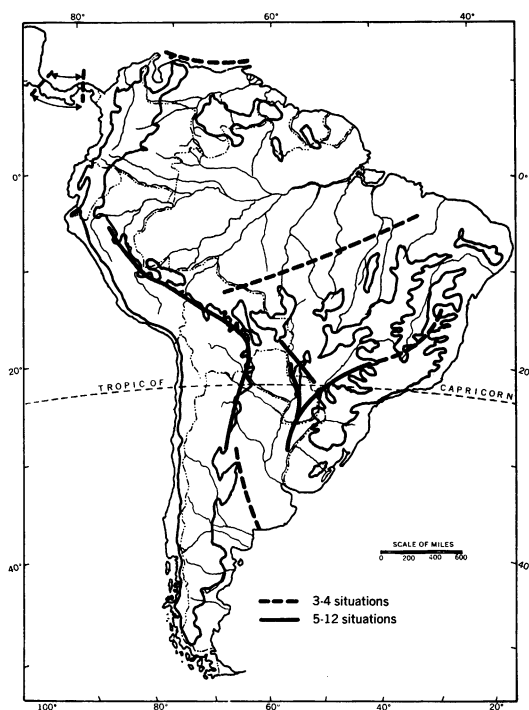 80° 60° 40°
A
0° 0°
20°
TROPIC OF CAPRICORN
SCALE OF MILES
0 200 400 600
40° 40
3-4 situations
5-12 situations
100° 80° 60° 40° 20°